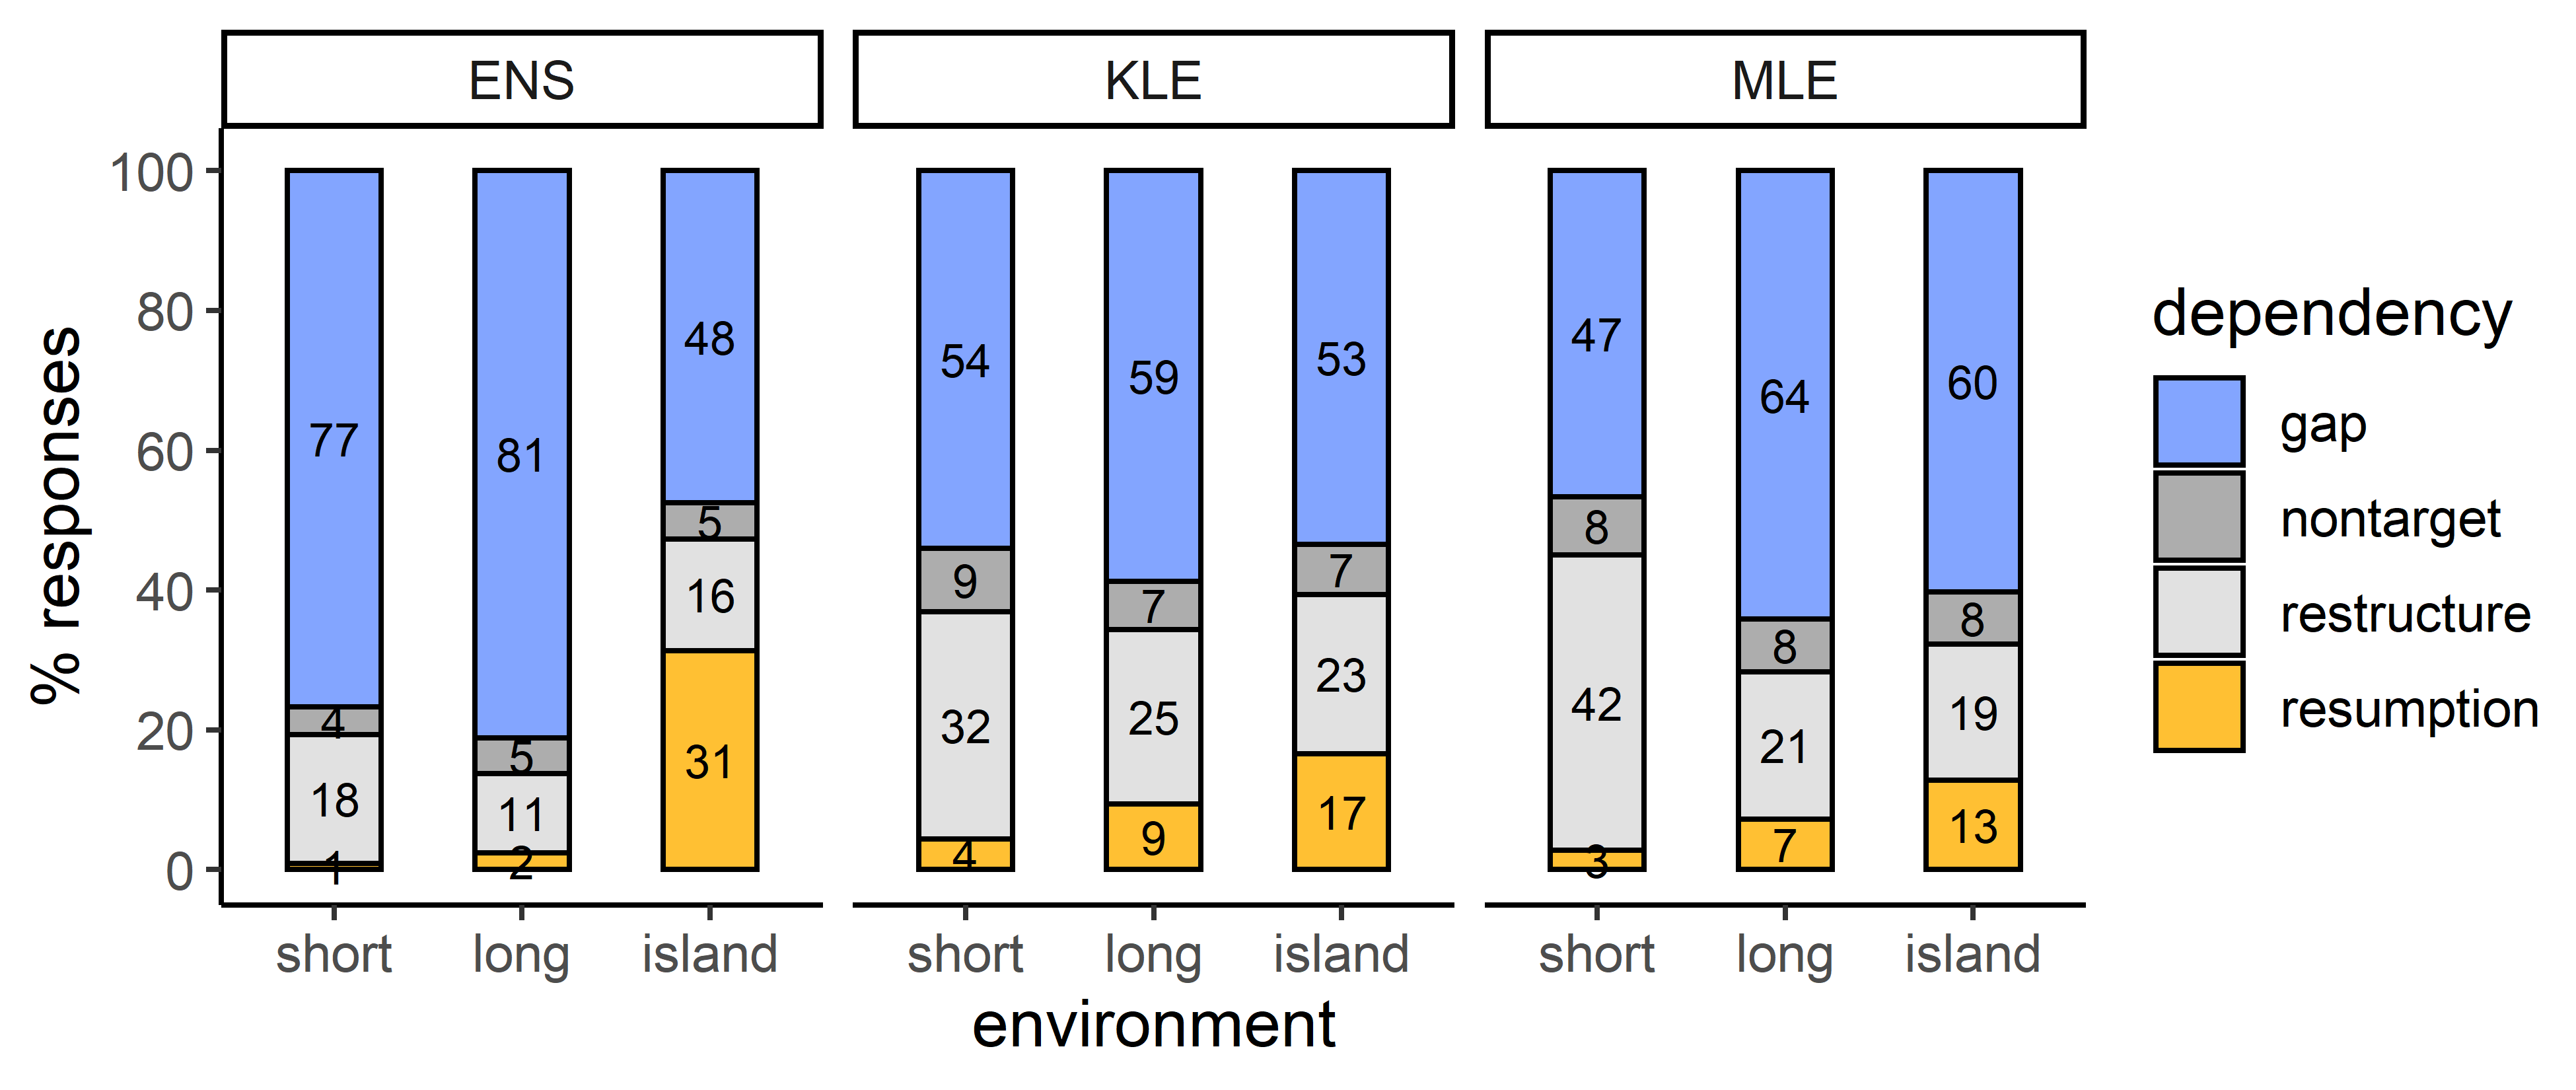 ENS KLE MLE
% responses
100
80
60
40
20
0
77 4 18 1
81 5 11 2
48 5 16 31
54 9 32 4
59 7 25 9
53 7 23 17
47 8 42 3
64 8 21 7
60 8 19 13
short long island short long island short long island
environment
dependency
gap
nontarget
restructure
resumption